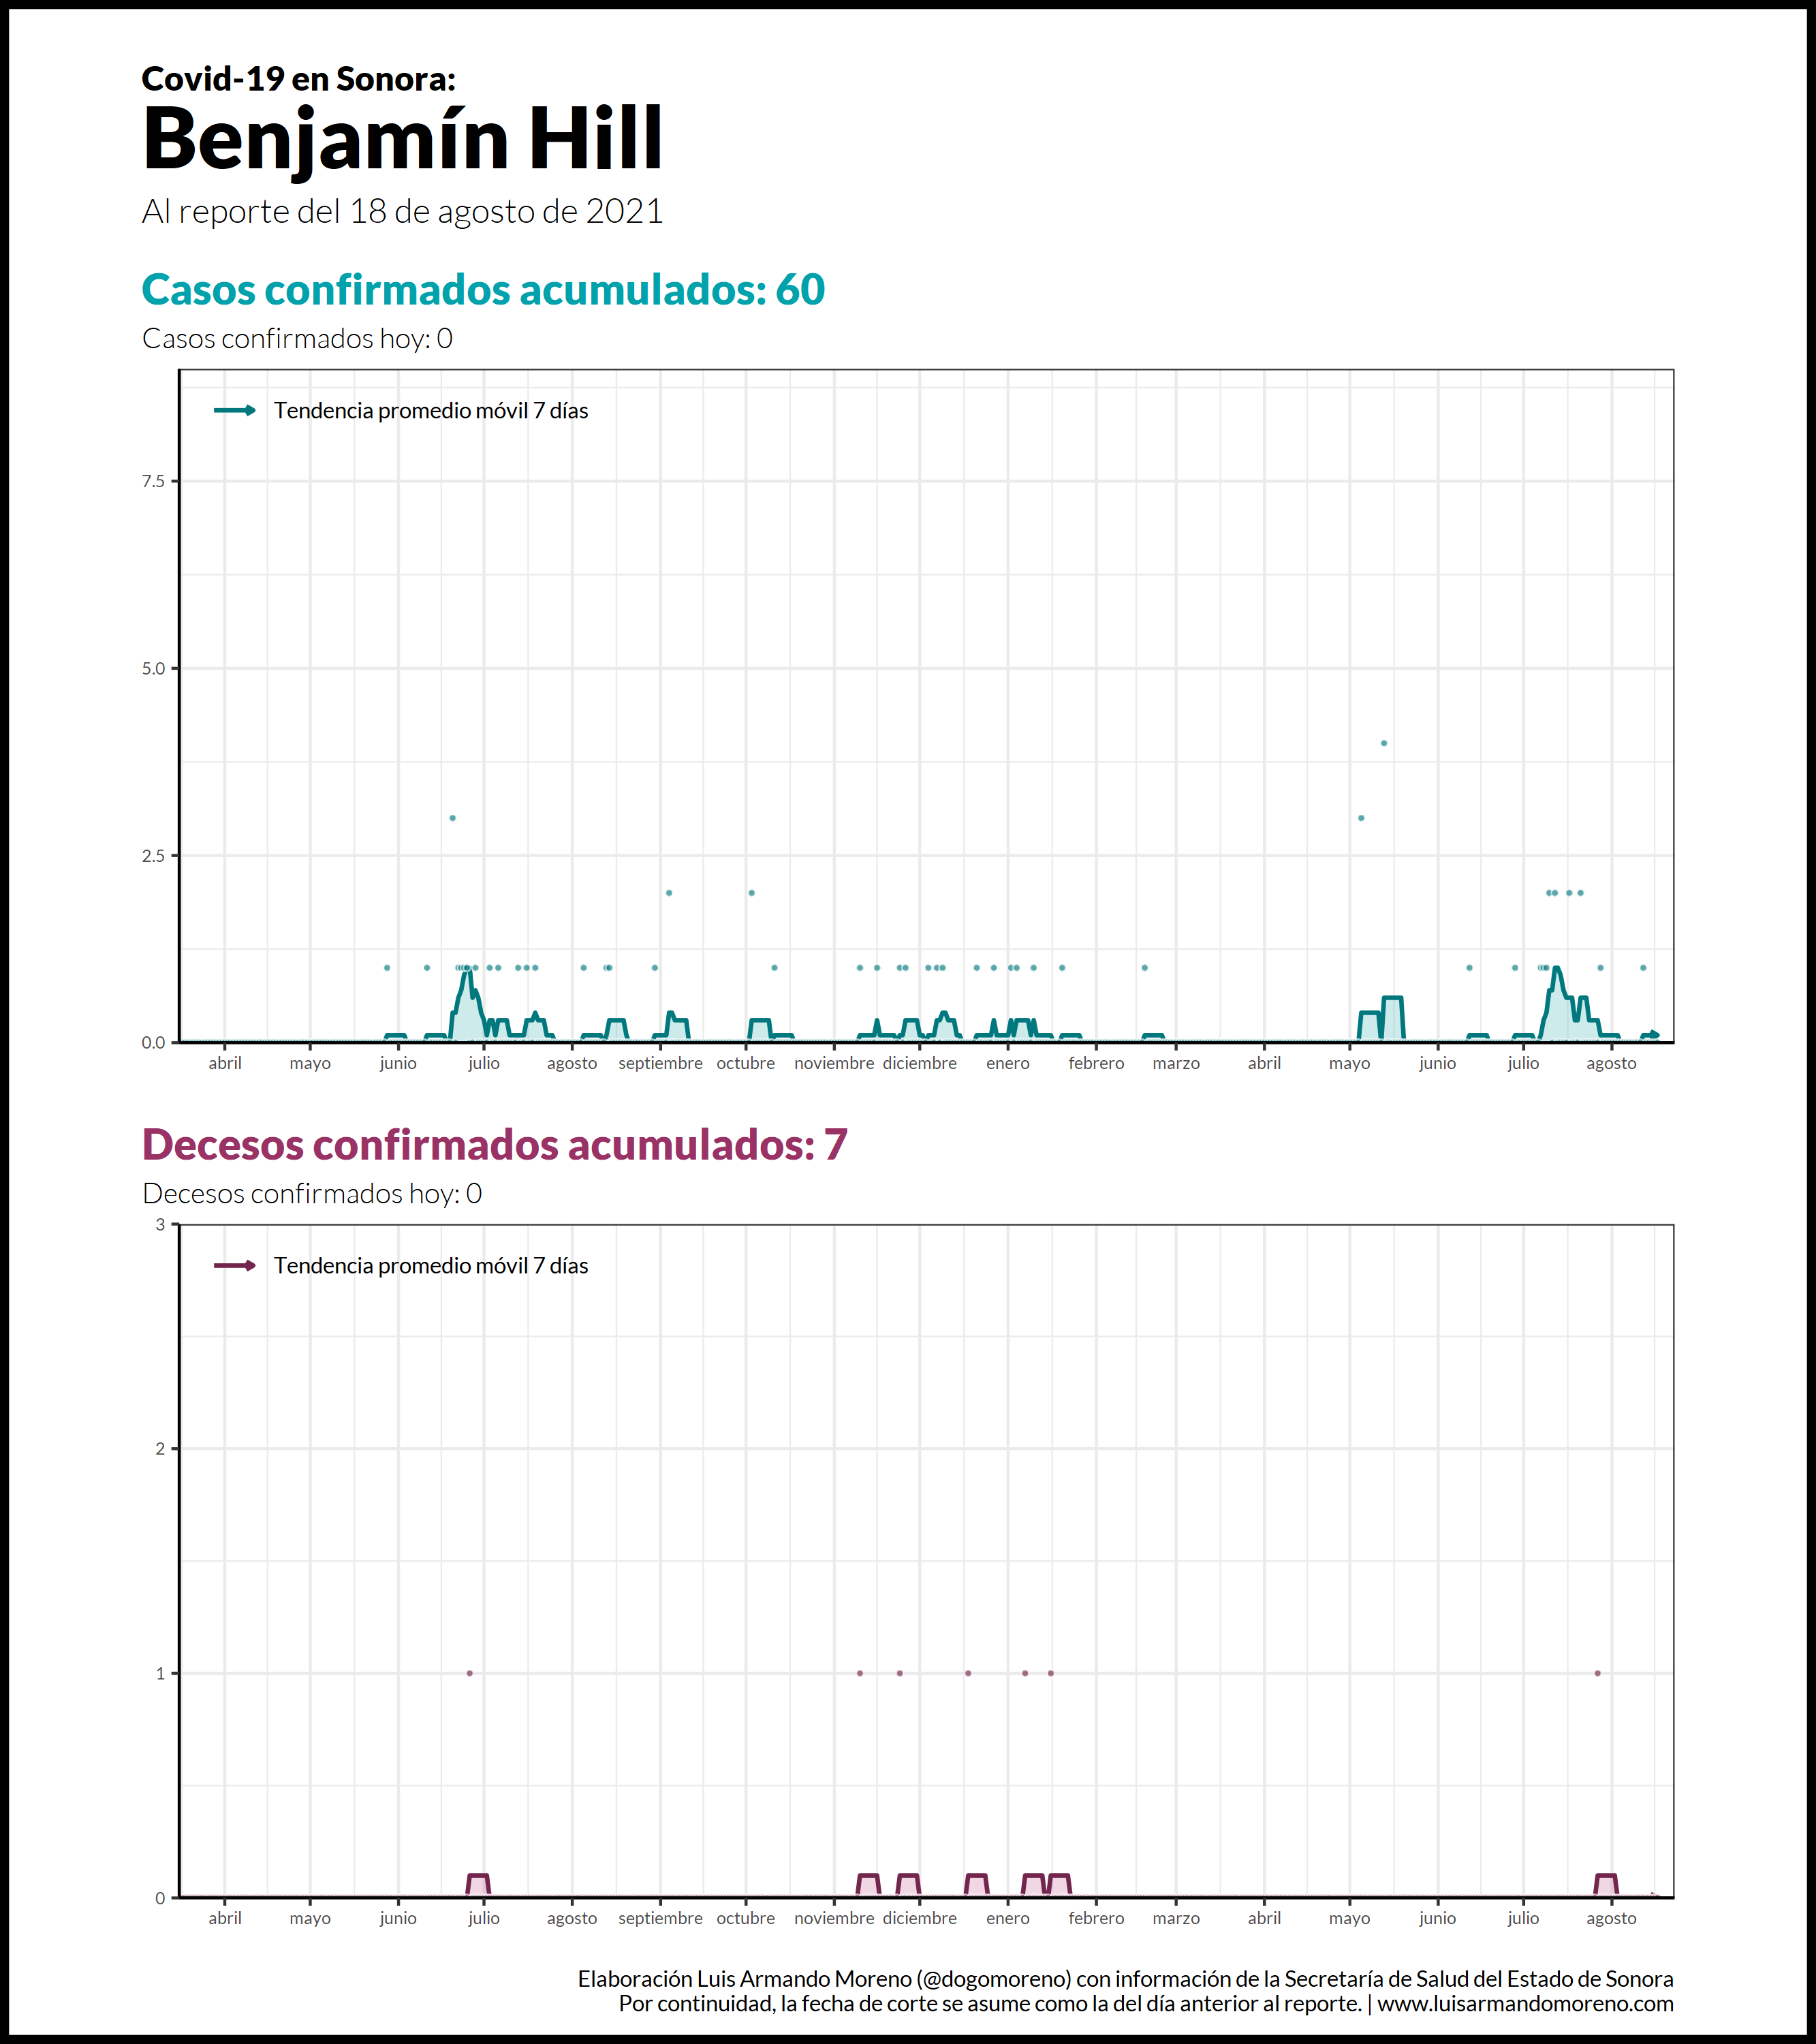 Covid-19 en Sonora:
Benjamín Hill
Al reporte del 18 de agosto de 2021
Casos confirmados acumulados: 60
Casos confirmados hoy: 0
Tendencia promedio móvil 7 días
7.5
5.0
2.5
0.0
abril mayo junio julio agosto septiembre octubre noviembre diciembre enero febrero marzo abril mayo junio julio agosto
Decesos confirmados acumulados: 7
Decesos confirmados hoy: 0
3
Tendencia promedio móvil 7 días
2
1
0
abril mayo junio julio agosto septiembre octubre noviembre diciembre enero febrero marzo abril mayo junio julio agosto
Elaboración Luis Armando Moreno (@dogomoreno) con información de la Secretaría de Salud del Estado de Sonora
Por continuidad, la fecha de corte se asume como la del día anterior al reporte. | www.luisarmandomoreno.com